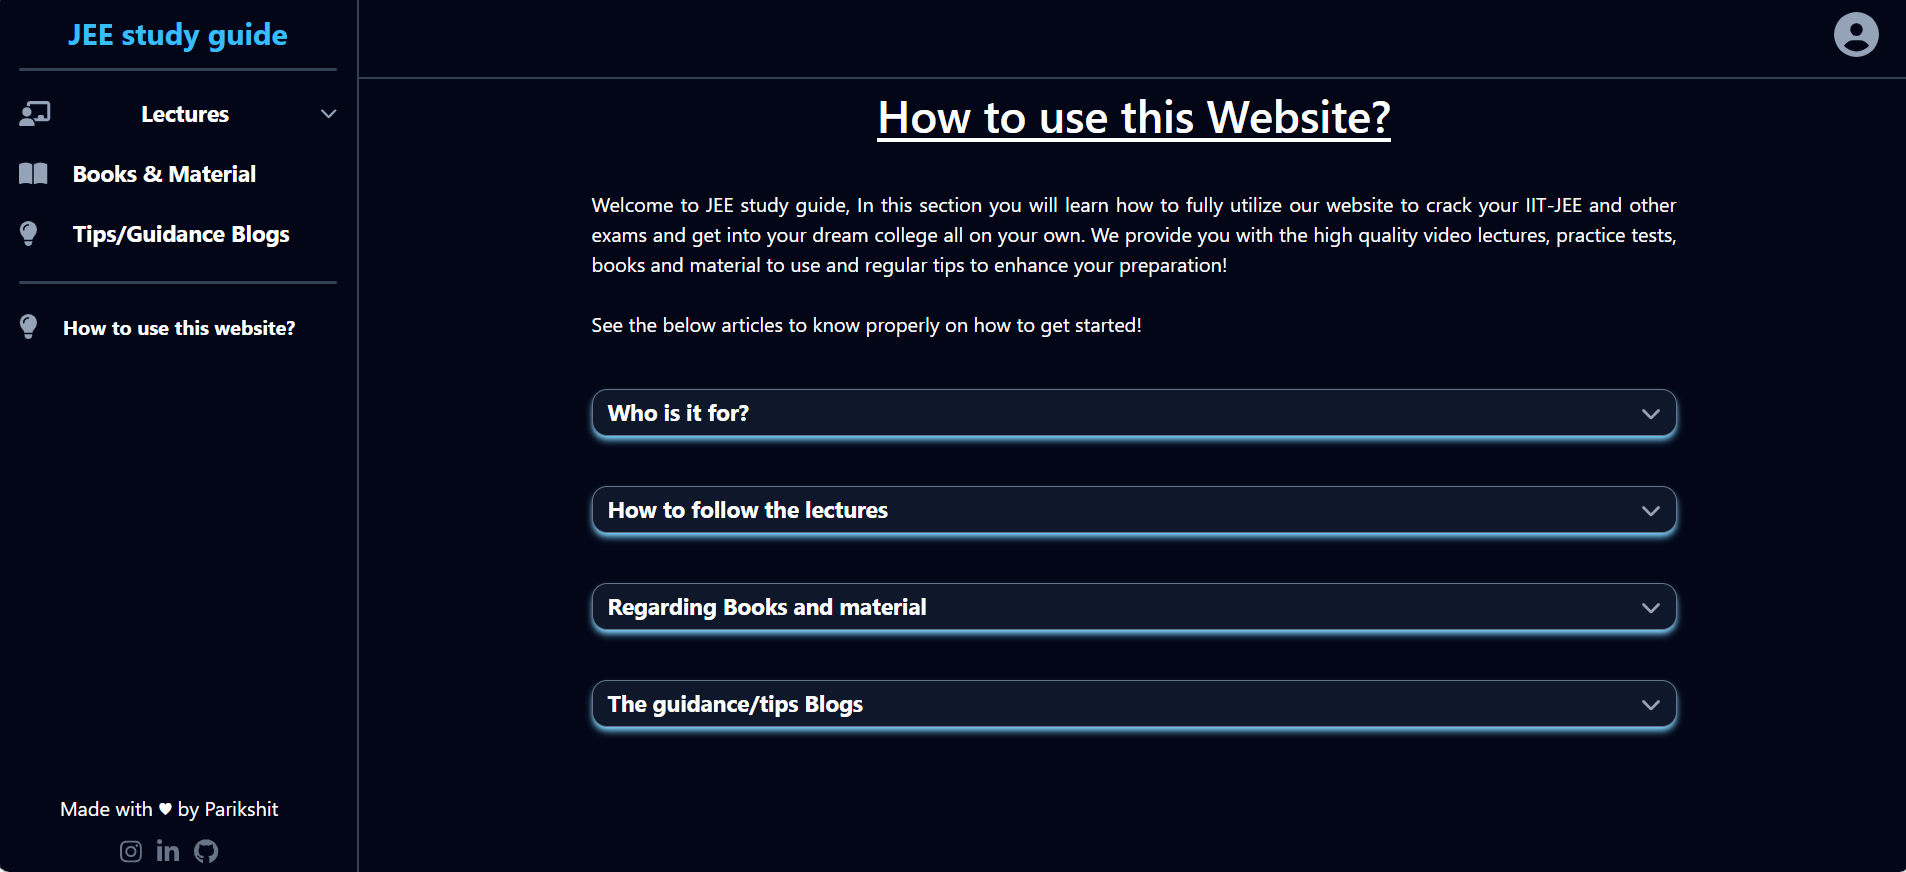 JEE study guide
Lectures
Books & Material
Tips/Guidance Blogs
How to use this website?
Made with ♥ by Parikshit
How to use this Website?
Welcome to JEE study guide, In this section you will learn how to fully utilize our website to crack your IIT-JEE and other
exams and get into your dream college all on your own. We provide you with the high quality video lectures, practice tests,
books and material to use and regular tips to enhance your preparation!
See the below articles to know properly on how to get started!
Who is it for?
How to follow the lectures
Regarding Books and material
The guidance/tips Blogs